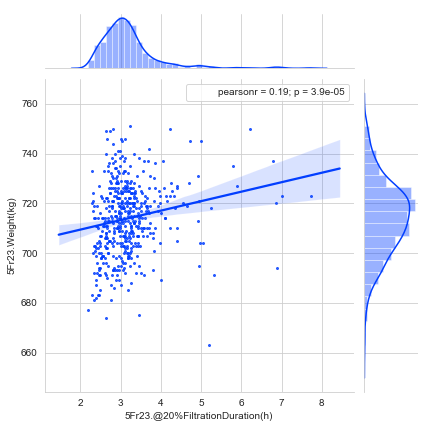 pearsonr = 0.19; p = 3.9e-05
760
740
720
700
680
660
5Fr23.Weight(kg)
2 3 4 5 6 7 8
5Fr23.@20%FiltrationDuration(h)